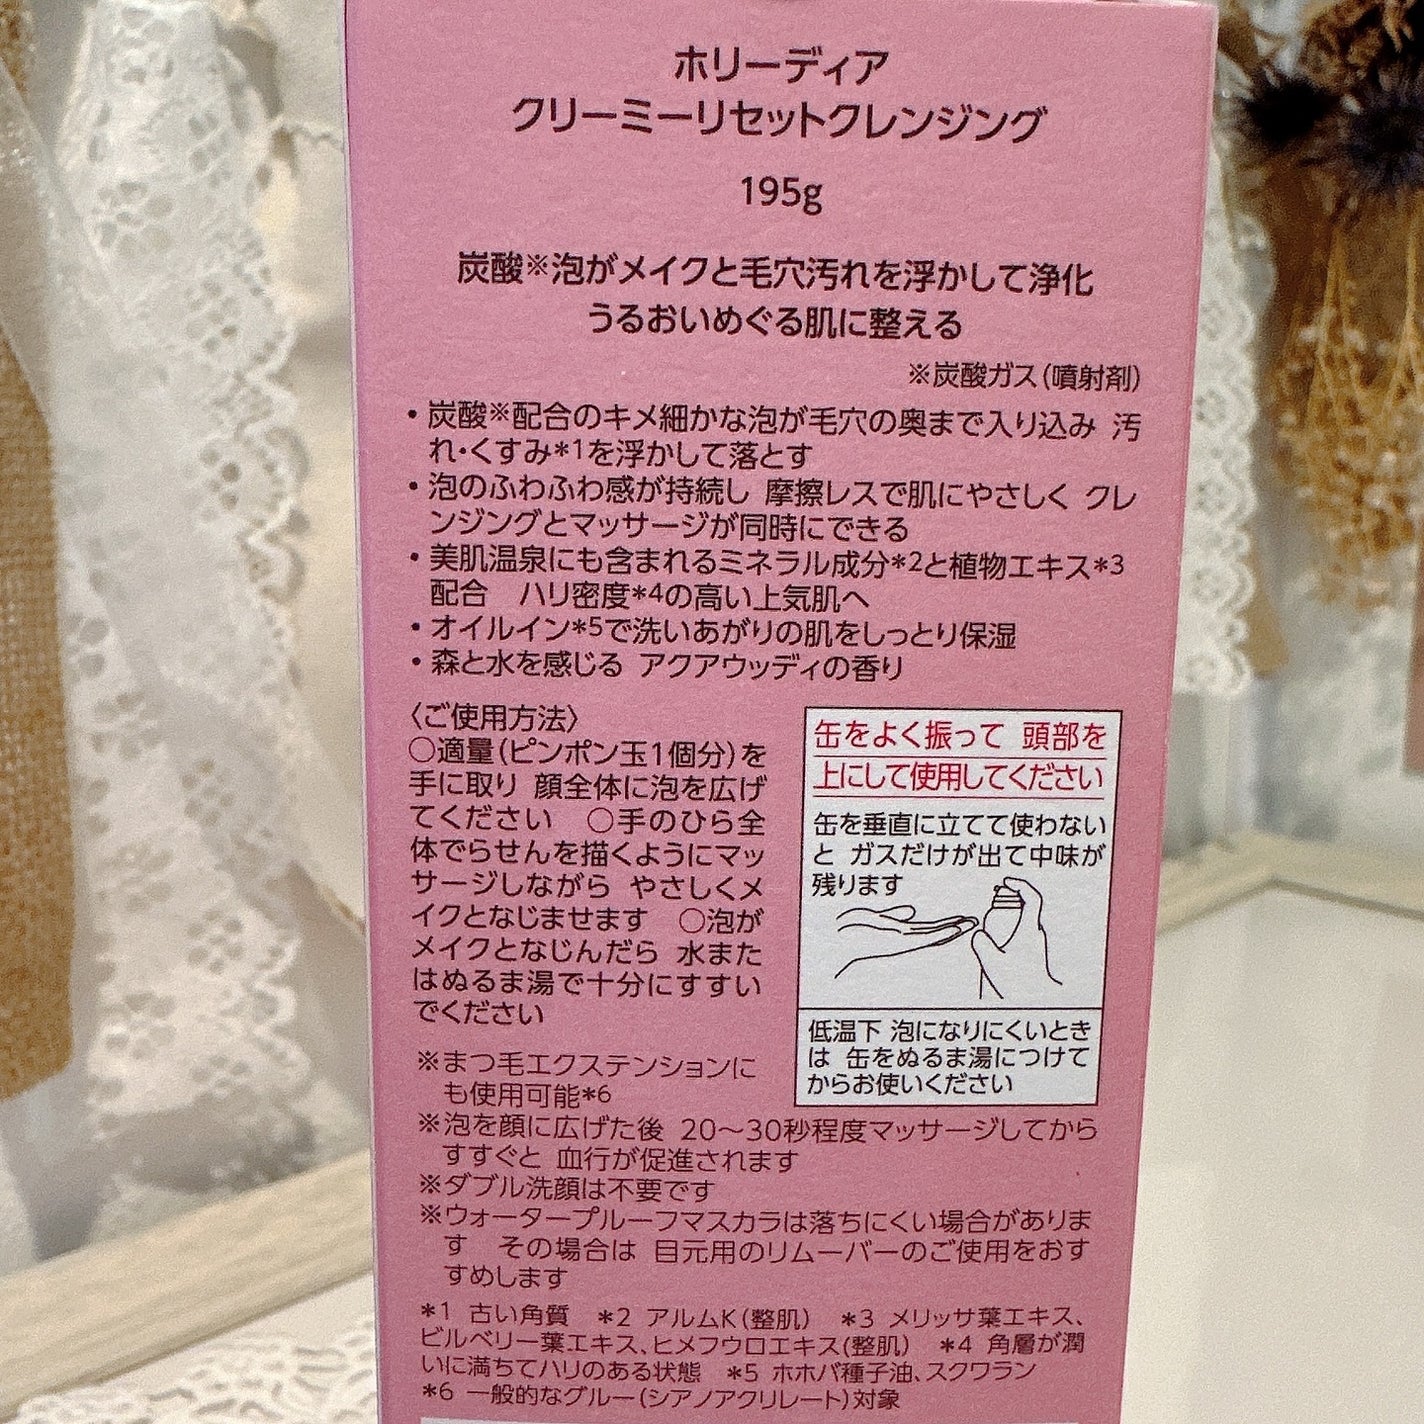 ホリーディア
クリーミーリセットクレンジング
195g
炭酸※泡がメイクと毛穴汚れを浮かして浄化
うるおいめぐる肌に整える
※炭酸ガス(噴射剤)
・炭酸※配合のキメ細かな泡が毛穴の奥まで入り込み 汚
れ・くすみ*1を浮かして落とす
・泡のふわふわ感が持続し 摩擦レスで肌にやさしく クレ
ンジングとマッサージが同時にできる
・美肌温泉にも含まれるミネラル成分*2と植物エキス*3
配合　ハリ密度*4の高い上気肌へ
・オイルイン*5で洗いあがりの肌をしっとり保湿
・森と水を感じる アクアウッディの香り
〈ご使用方法〉
○適量(ピンポン玉1個分)を
手に取り 顔全体に泡を広げ
てください　○手のひら全
体でらせんを描くようにマッ
サージしながら やさしくメ
イクとなじませます　○泡が
メイクとなじんだら 水また
はぬるま湯で十分にすすい
でください
缶をよく振って 頭部を
上にして使用してください
缶を垂直に立てて使わない
と ガスだけが出て中味が
残ります
低温下 泡になりにくいとき
は 缶をぬるま湯につけて
からお使いください
※まつ毛エクステンションに
も使用可能*6
※泡を顔に広げた後 20〜30秒程度マッサージしてから
すすぐと 血行が促進されます
※ダブル洗顔は不要です
※ウォータープルーフマスカラは落ちにくい場合がありま
す　その場合は 目元用のリムーバーのご使用をおす
すめします
*1 古い角質　*2 アルムK(整肌)　*3 メリッサ葉エキス、
ビルベリー葉エキス、ヒメフウロエキス(整肌)　*4 角層が潤
いに満ちてハリのある状態　*5 ホホバ種子油、スクワラン
*6 一般的なグルー(シアノアクリレート)対象